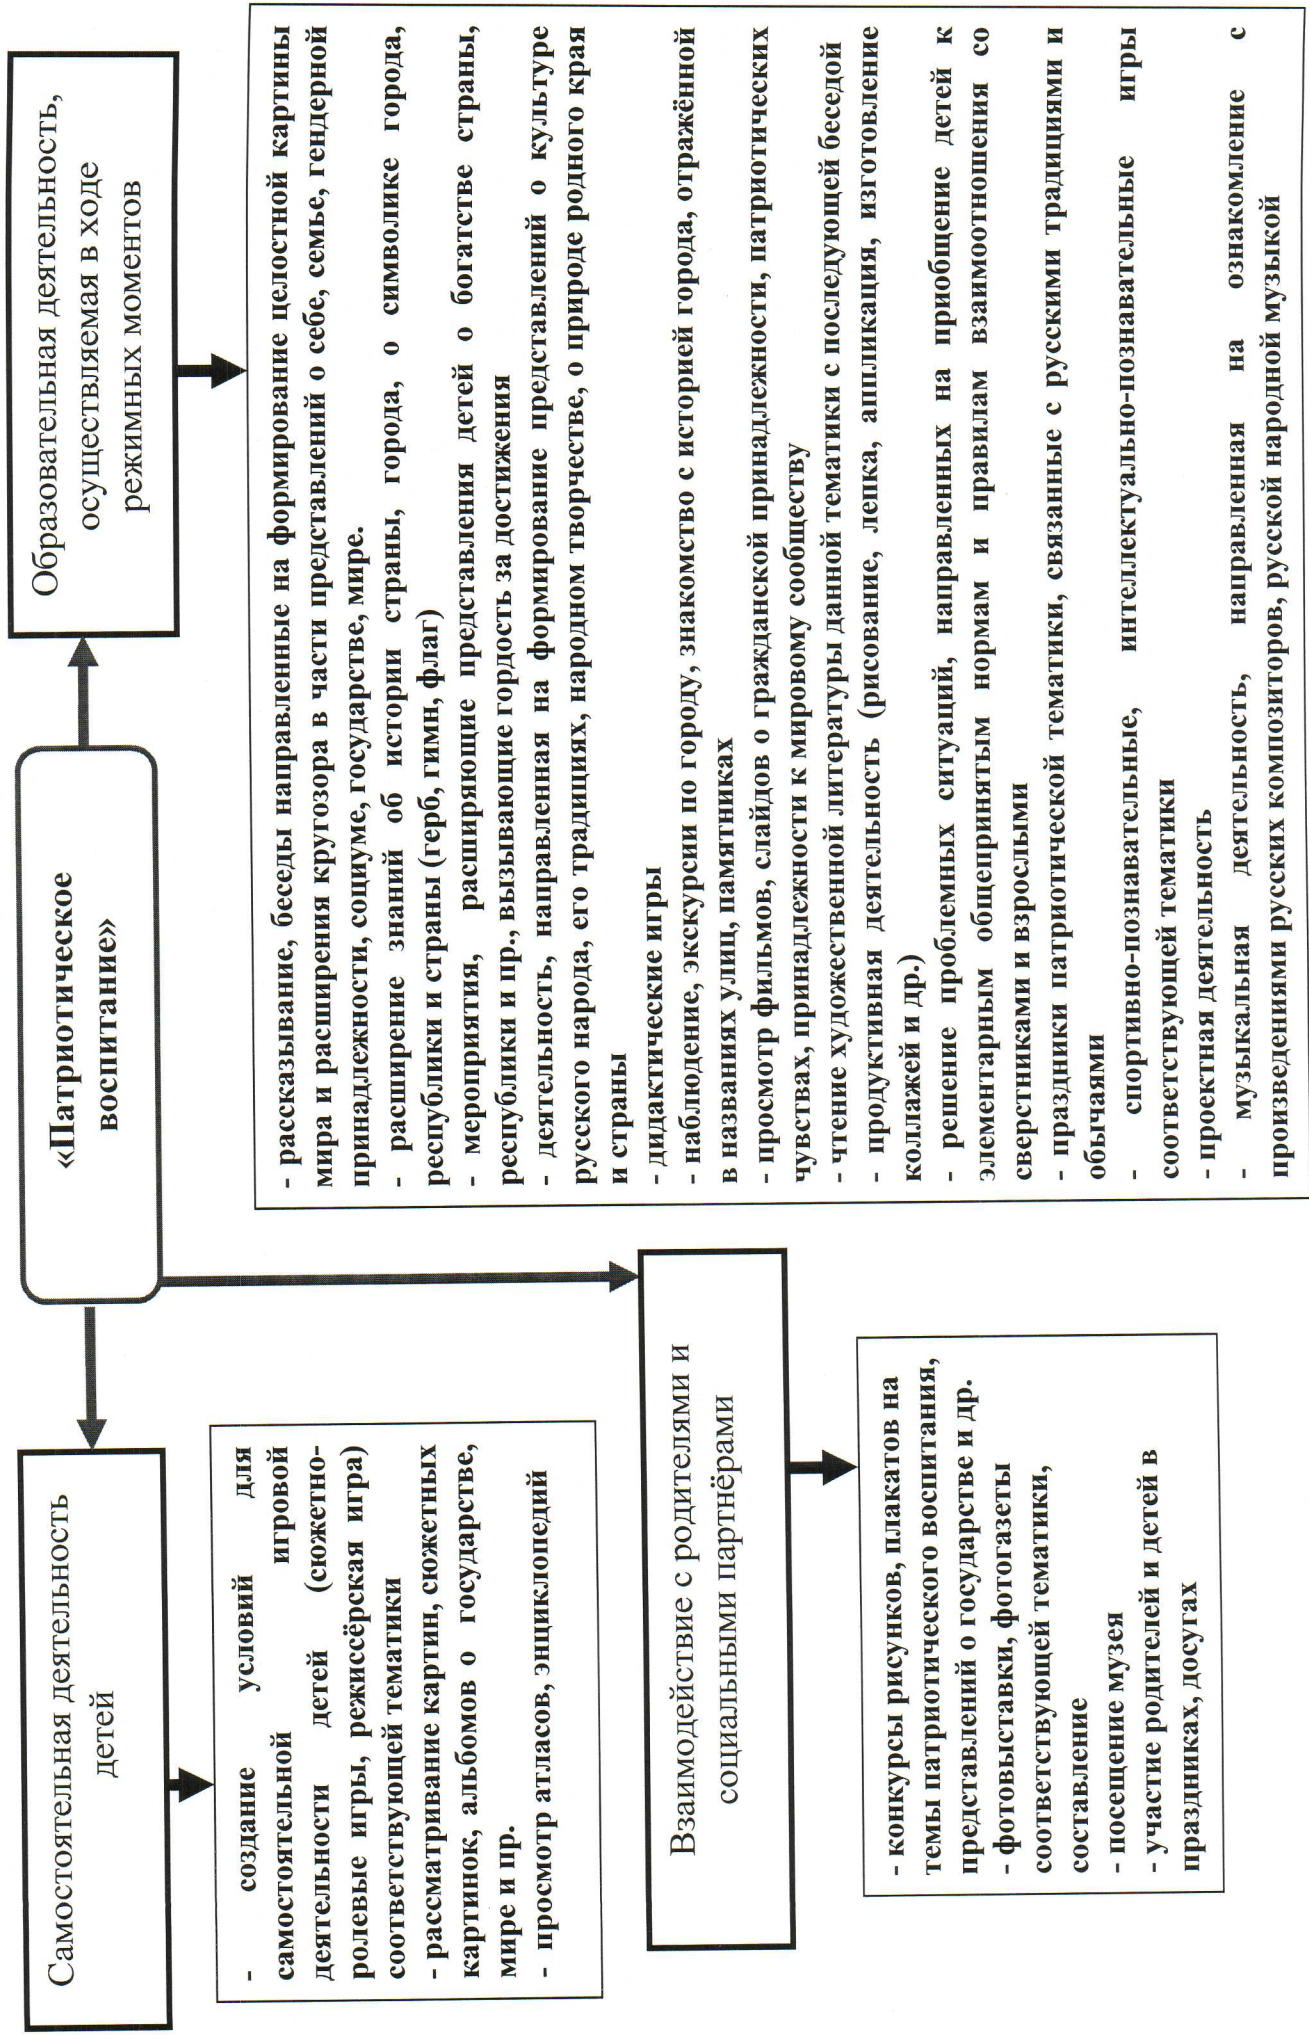 «Патриотическое
воспитание»
Самостоятельная деятельность
детей
- создание условий для
самостоятельной игровой
деятельности детей (сюжетно-
ролевые игры, режиссёрская игра)
соответствующей тематики
- рассматривание картин, сюжетных
картинок, альбомов о государстве,
мире и пр.
- просмотр атласов, энциклопедий
Взаимодействие с родителями и
социальными партнёрами
- конкурсы рисунков, плакатов на
темы патриотического воспитания,
представлений о государстве и др.
- фотовыставки, фотогазеты
соответствующей тематики,
составление
- посещение музея
- участие родителей и детей в
праздниках, досугах
Образовательная деятельность,
осуществляемая в ходе
режимных моментов
- рассказывание, беседы направленные на формирование целостной картины
мира и расширения кругозора в части представлений о себе, семье, гендерной
принадлежности, социуме, государстве, мире.
- расширение знаний об истории страны, города, о символике города,
республики и страны (герб, гимн, флаг)
- мероприятия, расширяющие представления детей о богатстве страны,
республики и пр., вызывающие гордость за достижения
- деятельность, направленная на формирование представлений о культуре
русского народа, его традициях, народном творчестве, о природе родного края
и страны
- дидактические игры
- наблюдение, экскурсии по городу, знакомство с историей города, отражённой
в названиях улиц, памятниках
- просмотр фильмов, слайдов о гражданской принадлежности, патриотических
чувствах, принадлежности к мировому сообществу
- чтение художественной литературы данной тематики с последующей беседой
- продуктивная деятельность (рисование, лепка, аппликация, изготовление
коллажей и др.)
- решение проблемных ситуаций, направленных на приобщение детей к
элементарным общепринятым нормам и правилам взаимоотношения со
сверстниками и взрослыми
- праздники патриотической тематики, связанные с русскими традициями и
обычаями
- спортивно-познавательные, интеллектуально-познавательные игры
соответствующей тематики
- проектная деятельность
- музыкальная деятельность, направленная на ознакомление с
произведениями русских композиторов, русской народной музыкой